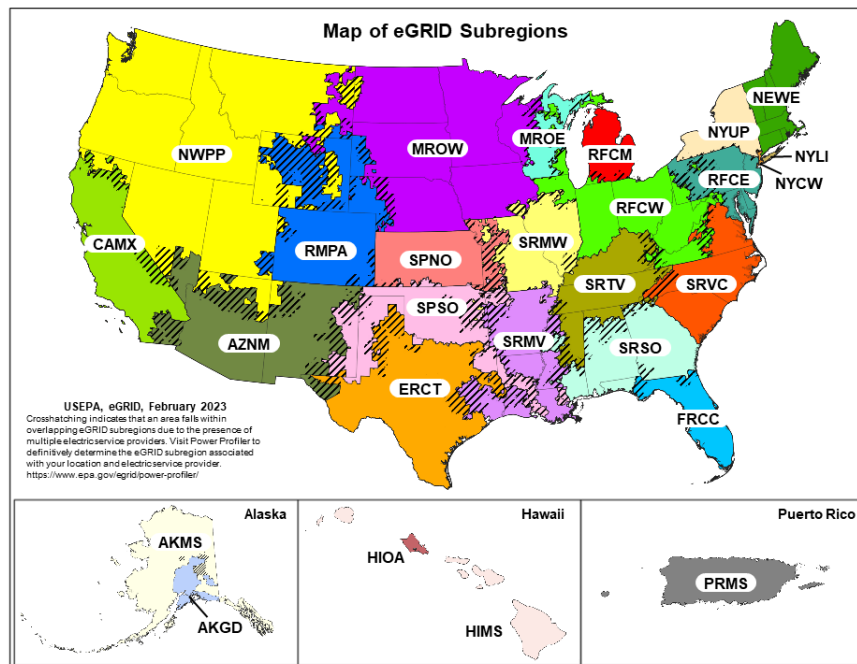 Map of eGRID Subregions
NEWE
NYUP
MROE
NWPP
MROW
RFCM
NYLI
RFCE
NYCW
RFCW
CAMX
SRMW
RMPA
SPNO
SRTV
SRVC
SPSO
AZNM
SRMV
SRSO
ERCT
FRCC
USEPA, eGRID, February 2023
Crosshatching indicates that an area falls within
overlapping eGRID subregions due to the presence of
multiple electric service providers. Visit Power Profiler to
definitively determine the eGRID subregion associated
with your location and electric service provider.
https://www.epa.gov/egrid/power-profiler/
Alaska
AKMS
AKGD
Hawaii
HIOA
HIMS
Puerto Rico
PRMS